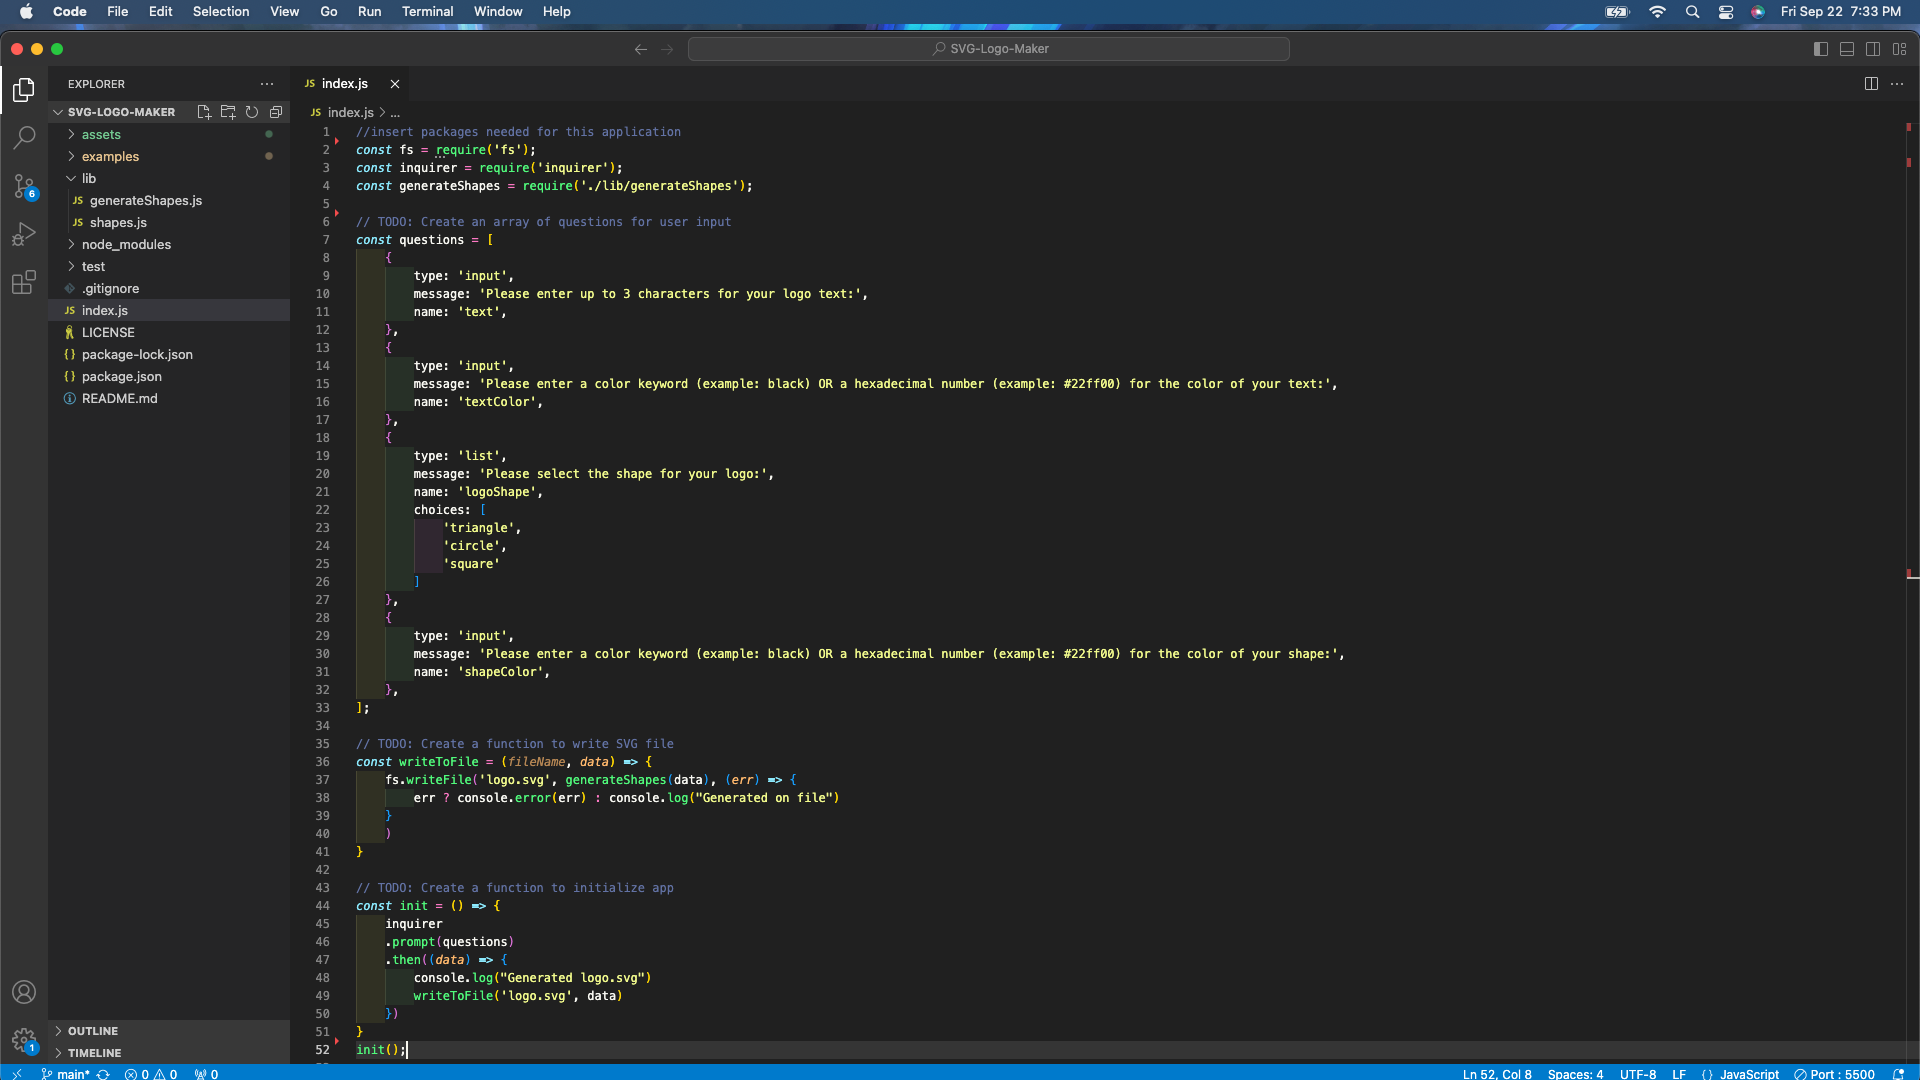 Code File Edit Selection View Go Run Terminal Window Help Fri Sep 22 7:33 PM
SVG-Logo-Maker
EXPLORER
SVG-LOGO-MAKER
assets
examples
lib
JS generateShapes.js
JS shapes.js
node_modules
test
.gitignore
JS index.js
LICENSE
{} package-lock.json
{} package.json
README.md
6
1
OUTLINE
TIMELINE
JS index.js
JS index.js > ...
1 //insert packages needed for this application
2 const fs = require('fs');
3 const inquirer = require('inquirer');
4 const generateShapes = require('./lib/generateShapes');
5
6 // TODO: Create an array of questions for user input
7 const questions = [
8 {
9 type: 'input',
10 message: 'Please enter up to 3 characters for your logo text:',
11 name: 'text',
12 },
13 {
14 type: 'input',
15 message: 'Please enter a color keyword (example: black) OR a hexadecimal number (example: #22ff00) for the color of your text:',
16 name: 'textColor',
17 },
18 {
19 type: 'list',
20 message: 'Please select the shape for your logo:',
21 name: 'logoShape',
22 choices: [
23 'triangle',
24 'circle',
25 'square'
26 ]
27 },
28 {
29 type: 'input',
30 message: 'Please enter a color keyword (example: black) OR a hexadecimal number (example: #22ff00) for the color of your shape:',
31 name: 'shapeColor',
32 },
33 ];
34
35 // TODO: Create a function to write SVG file
36 const writeToFile = (fileName, data) => {
37 fs.writeFile('logo.svg', generateShapes(data), (err) => {
38 err ? console.error(err) : console.log("Generated on file")
39 }
40 )
41 }
42
43 // TODO: Create a function to initialize app
44 const init = () => {
45 inquirer
46 .prompt(questions)
47 .then((data) => {
48 console.log("Generated logo.svg")
49 writeToFile('logo.svg', data)
50 })
51 }
52 init();
main* 0 0 0 Ln 52, Col 8 Spaces: 4 UTF-8 LF {} JavaScript Port : 5500